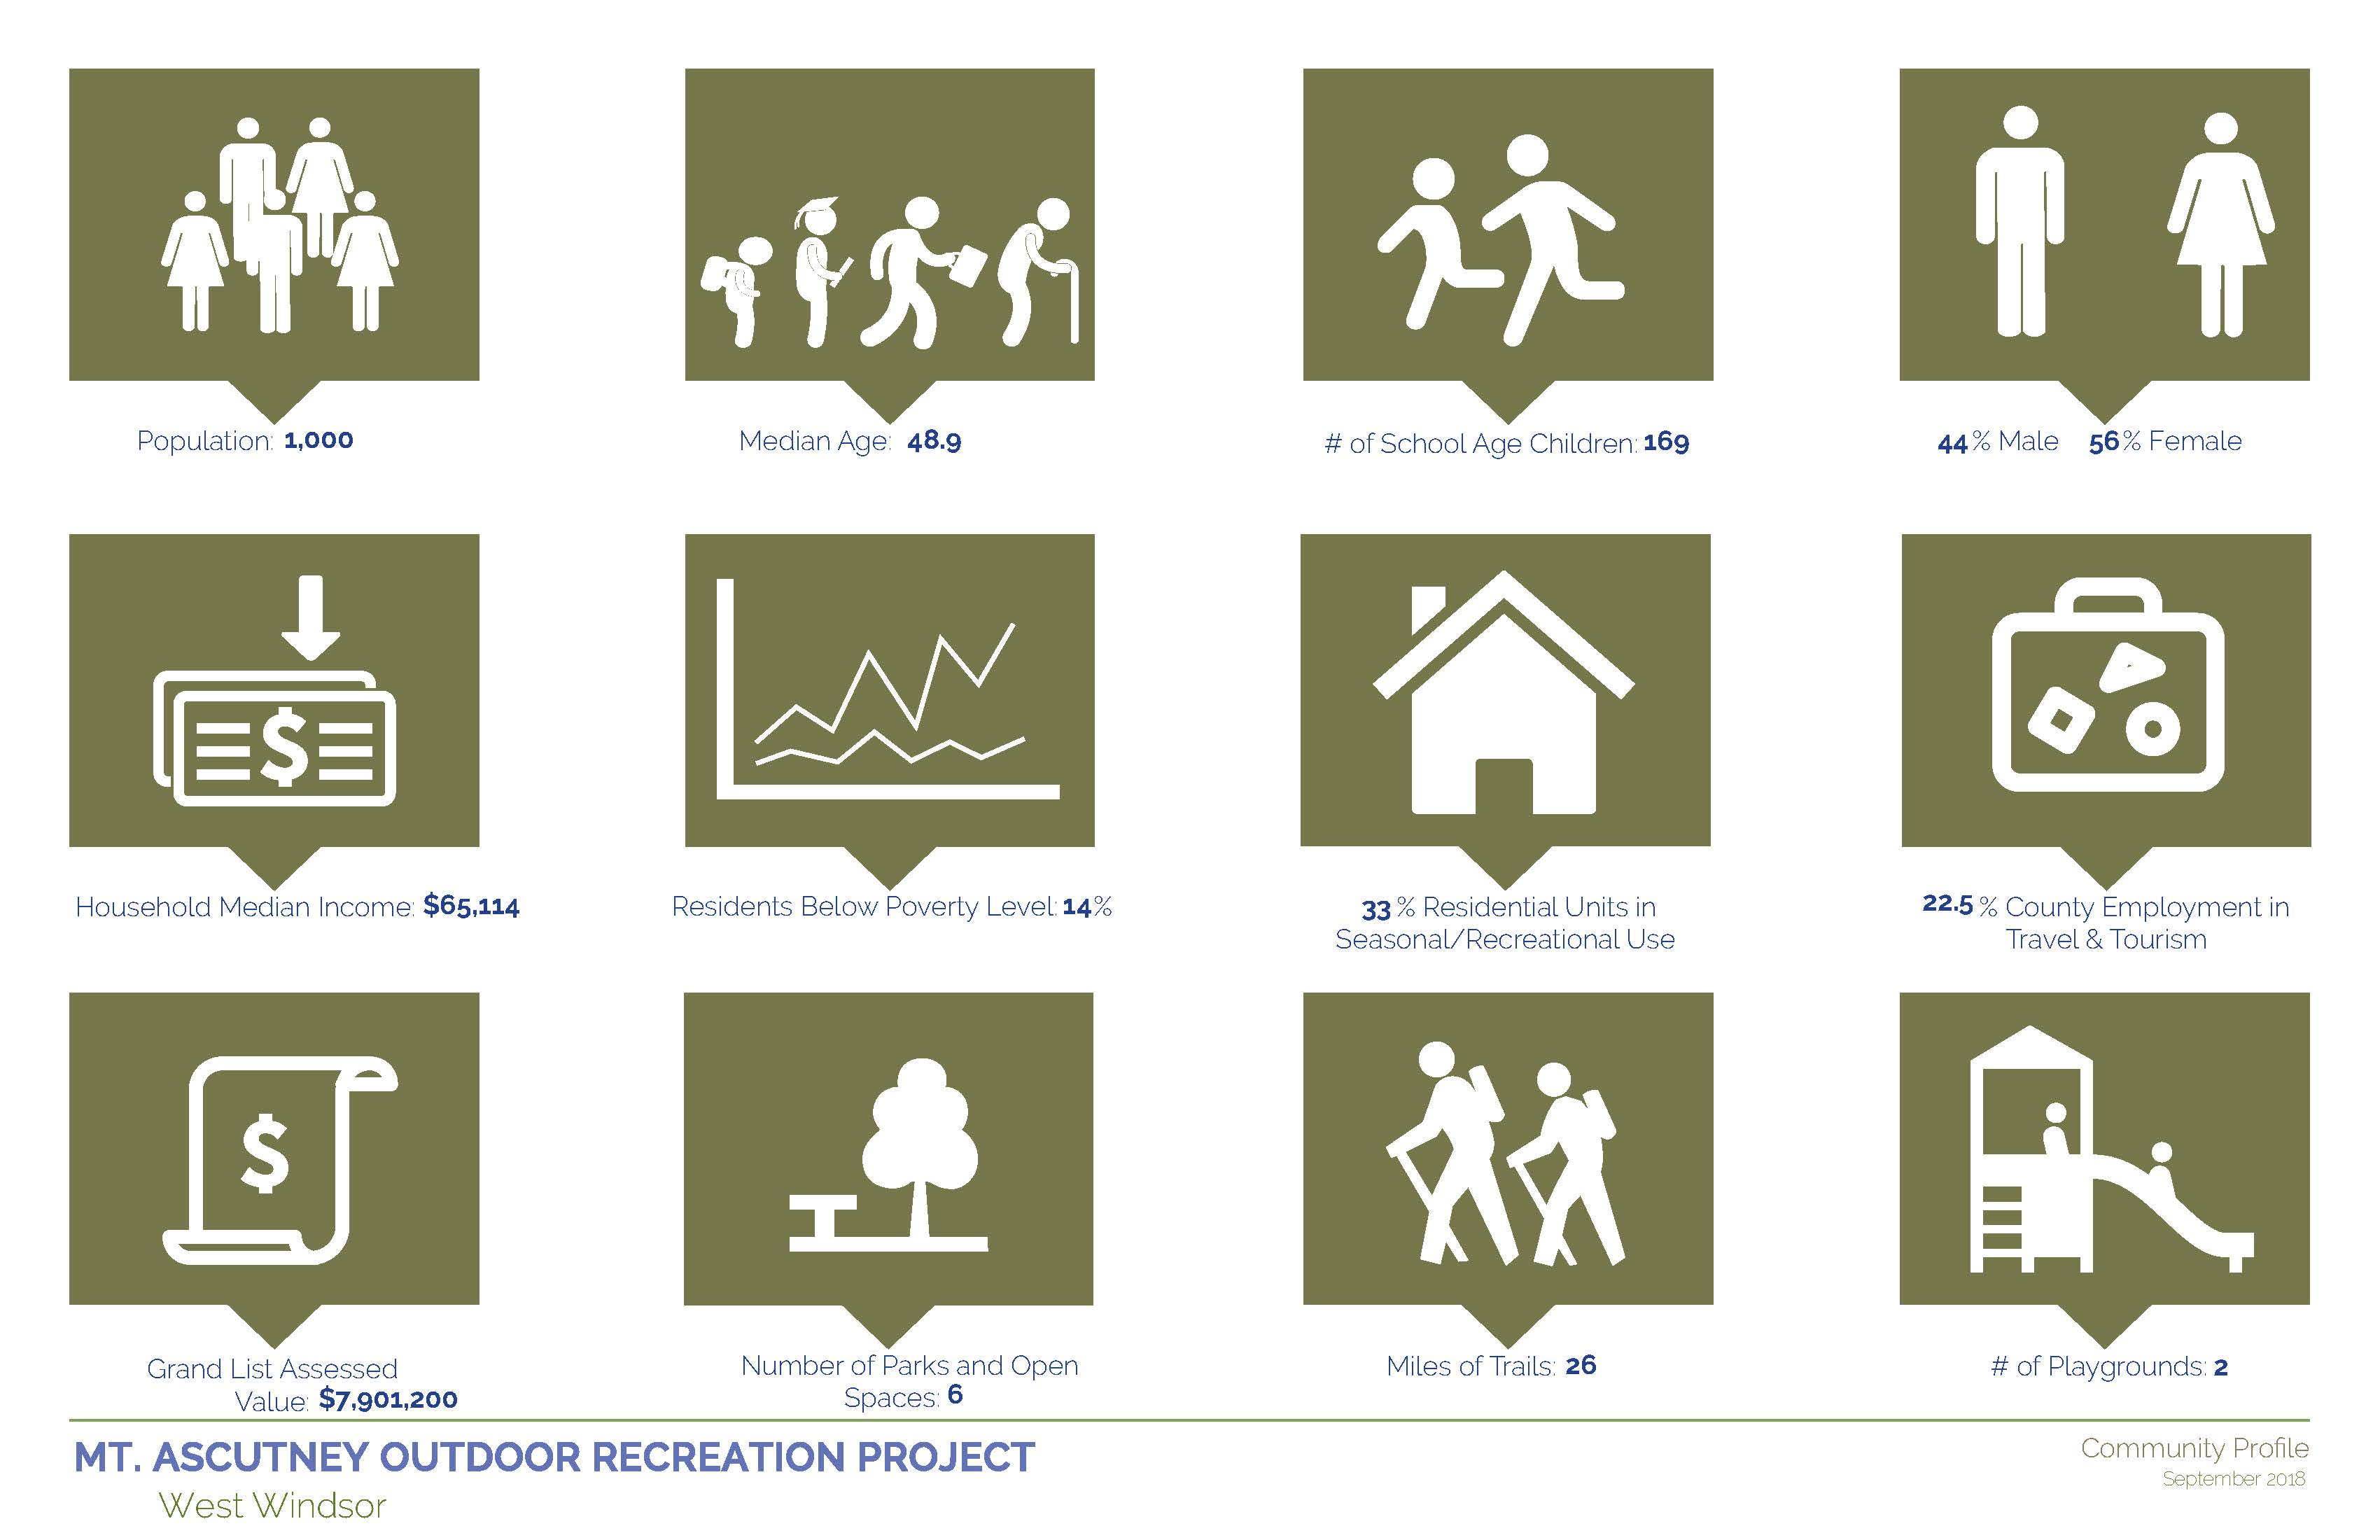 Population: 1,000
Median Age: 48.9
# of School Age Children: 169
44% Male 56% Female
Household Median Income: $65,114
Residents Below Poverty Level: 14%
33% Residential Units in
Seasonal/Recreational Use
22.5% County Employment in
Travel & Tourism
Grand List Assessed
Value: $7,901,200
Number of Parks and Open
Spaces: 6
Miles of Trails: 26
# of Playgrounds: 2
MT. ASCUTNEY OUTDOOR RECREATION PROJECT
West Windsor
Community Profile
September 2018